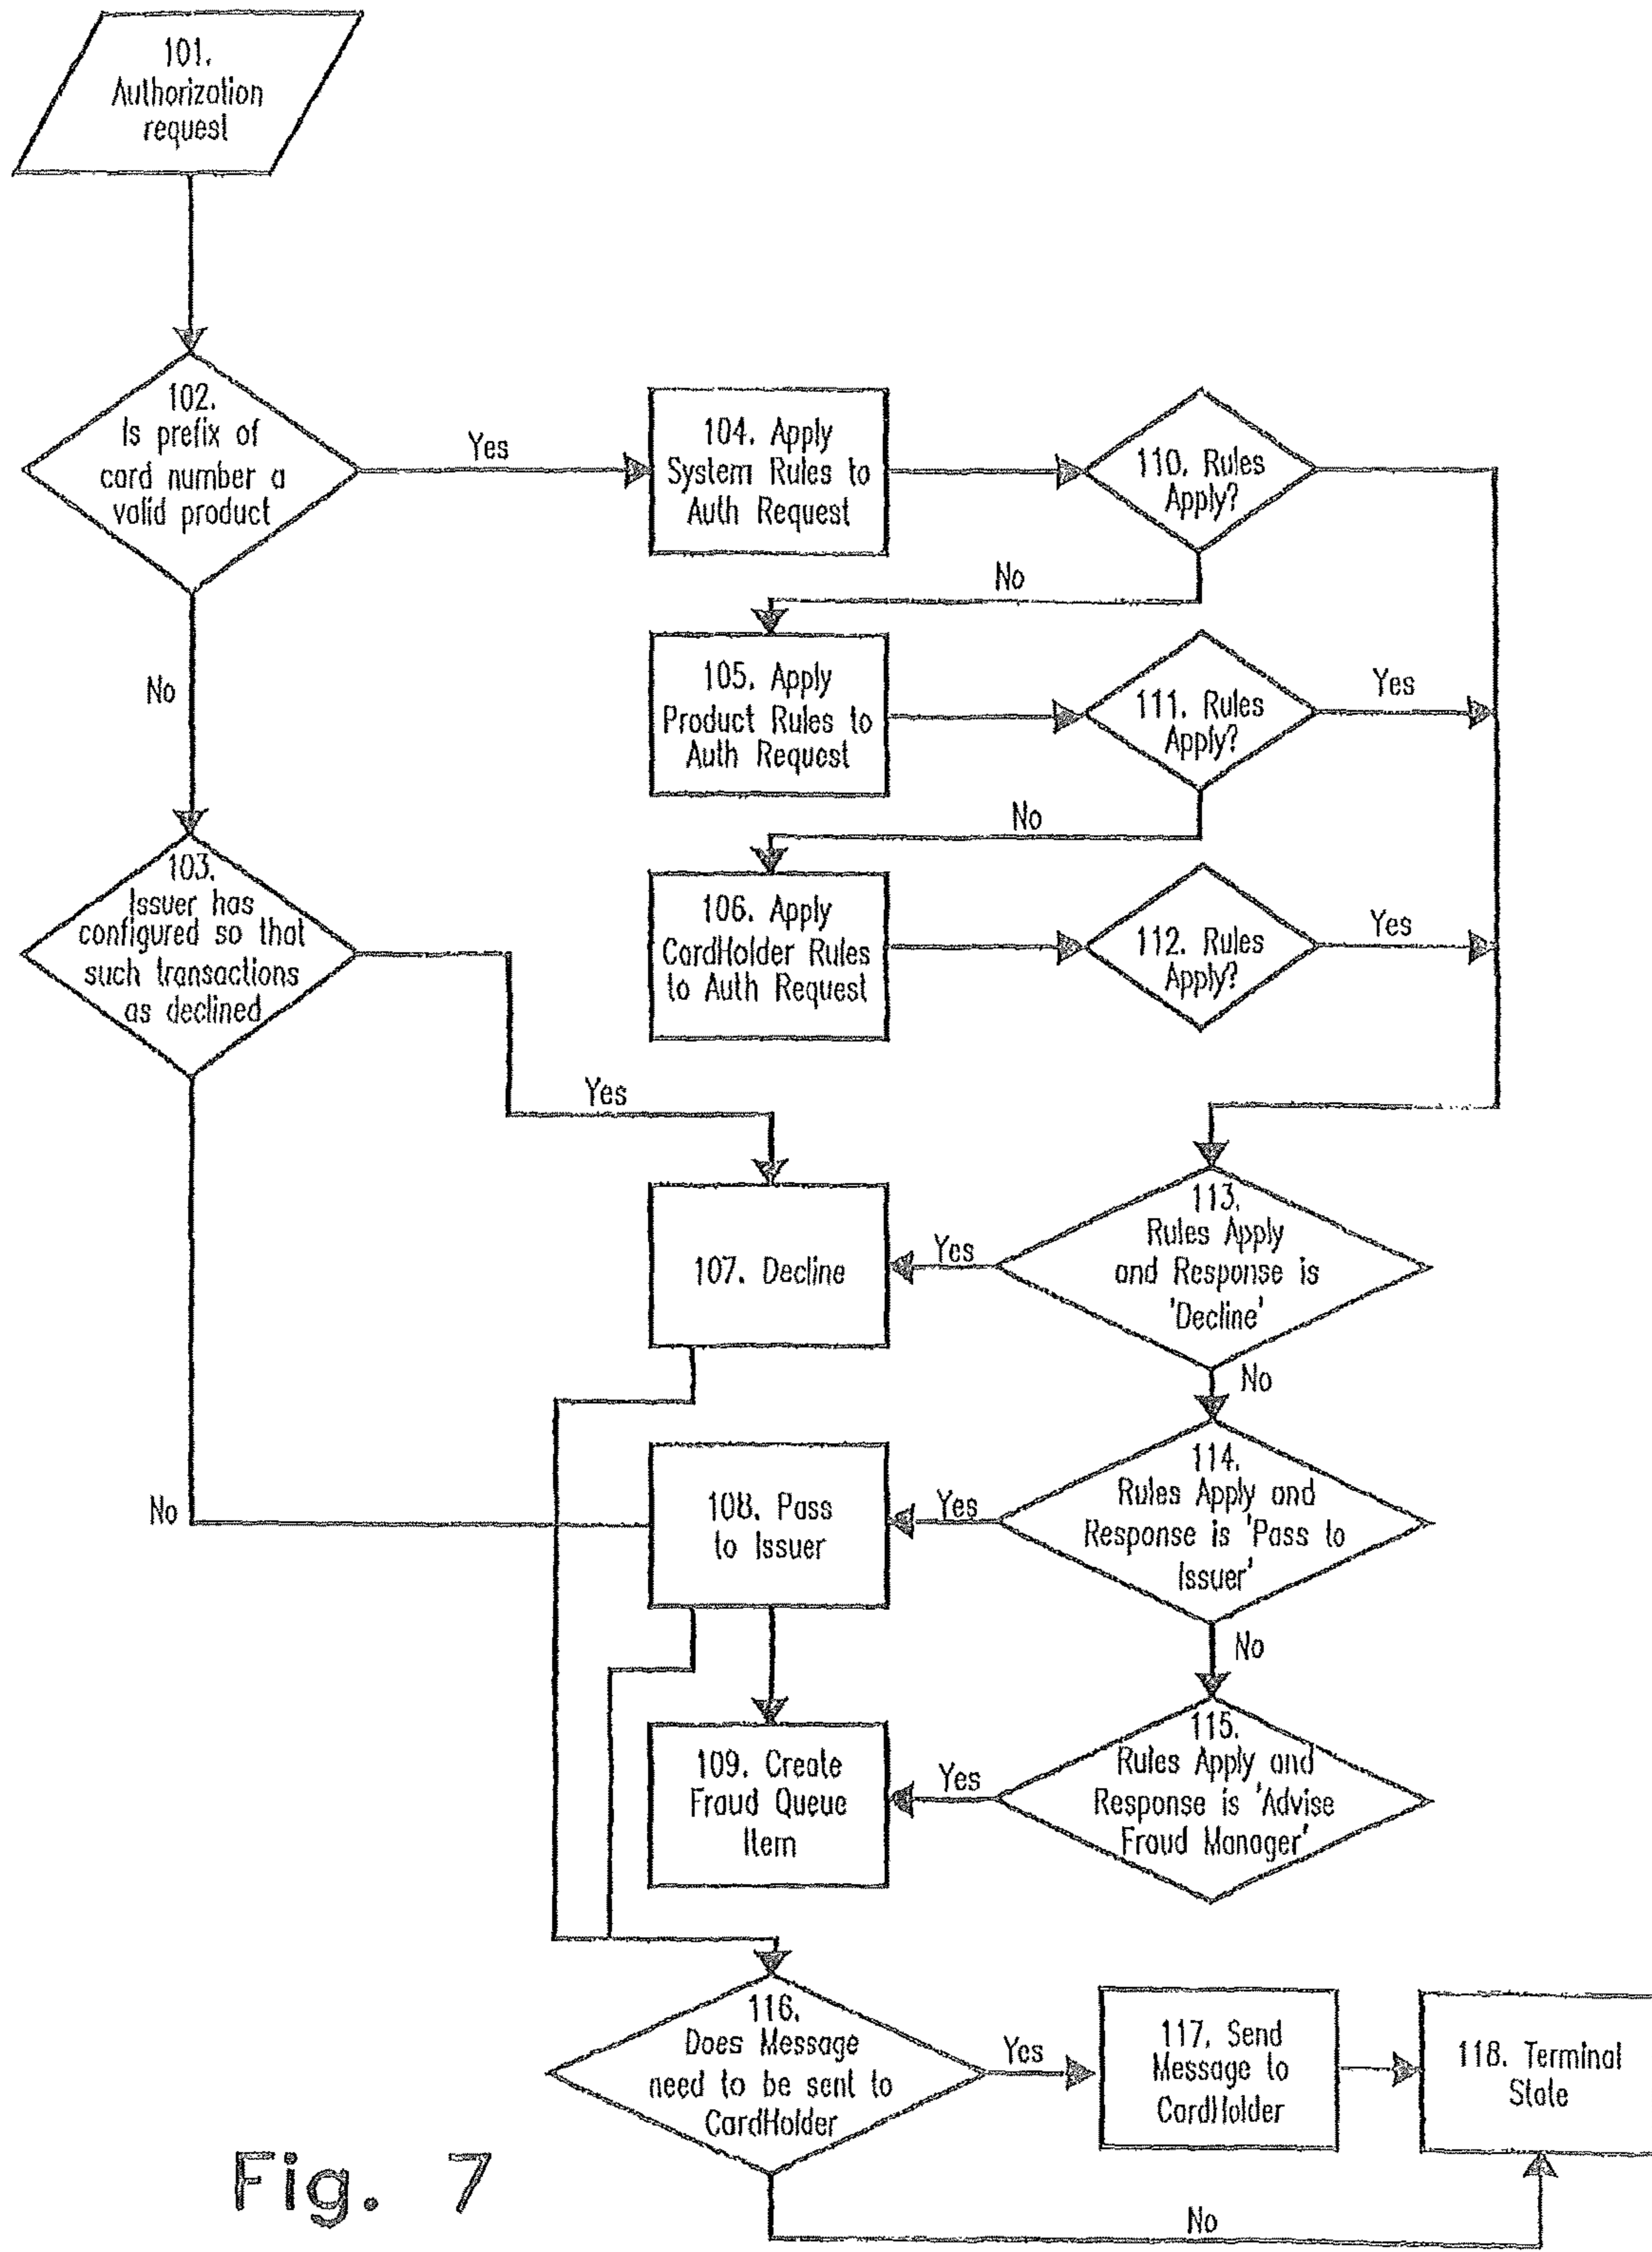 101.
Authorization
request
102.
Is prefix of
card number a
valid product
Yes
104. Apply
System Rules to
Auth Request
110. Rules
Apply?
No
No
105. Apply
Product Rules to
Auth Request
111. Rules
Apply?
Yes
No
103.
Issuer has
configured so that
such transactions
as declined
106. Apply
CardHolder Rules
to Auth Request
112. Rules
Apply?
Yes
Yes
107. Decline
Yes
113.
Rules Apply
and Response is
'Decline'
No
No
108. Pass
to Issuer
Yes
114.
Rules Apply and
Response is 'Pass to
Issuer'
No
109. Create
Fraud Queue
Item
Yes
115.
Rules Apply and
Response is 'Advise
Fraud Manager'
116.
Does Message
need to be sent to
CardHolder
Yes
117. Send
Message to
CardHolder
118. Terminal
State
No
Fig. 7